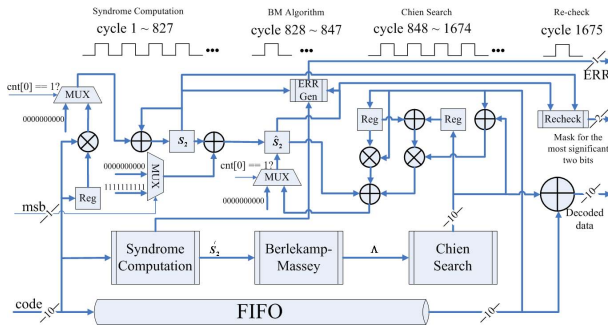 Syndrome Computation
cycle 1 ~ 827
BM Algorithm
cycle 828 ~ 847
Chien Search
cycle 848 ~ 1674
Re-check
cycle 1675
ERR
cnt[0] == 1?
MUX
ERR
Gen
0000000000
S2
Ŝ2
Reg
Reg
Recheck
2
Mask for the
most significant
two bits
0000000000
1111111111
MUX
cnt[0] == 1?
MUX
Reg
msb
0000000000
-10-
-10-
Decoded
data
Syndrome
Computation
S2
Berlekamp-
Massey
Λ
Chien
Search
code
-10-
FIFO
-10-